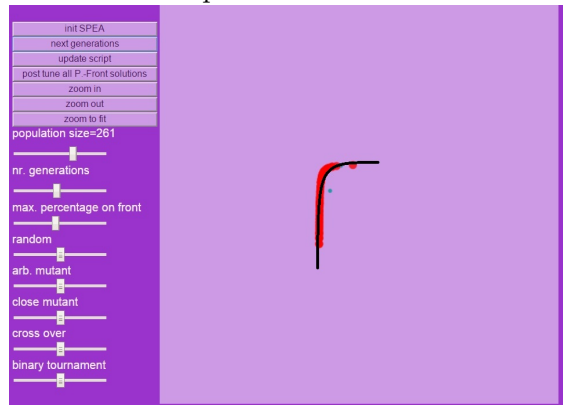 init SPEA
next generations
update script
post tune all P.-Front solutions
zoom in
zoom out
zoom to fit
population size=261
nr. generations
max. percentage on front
random
arb. mutant
close mutant
cross over
binary tournament